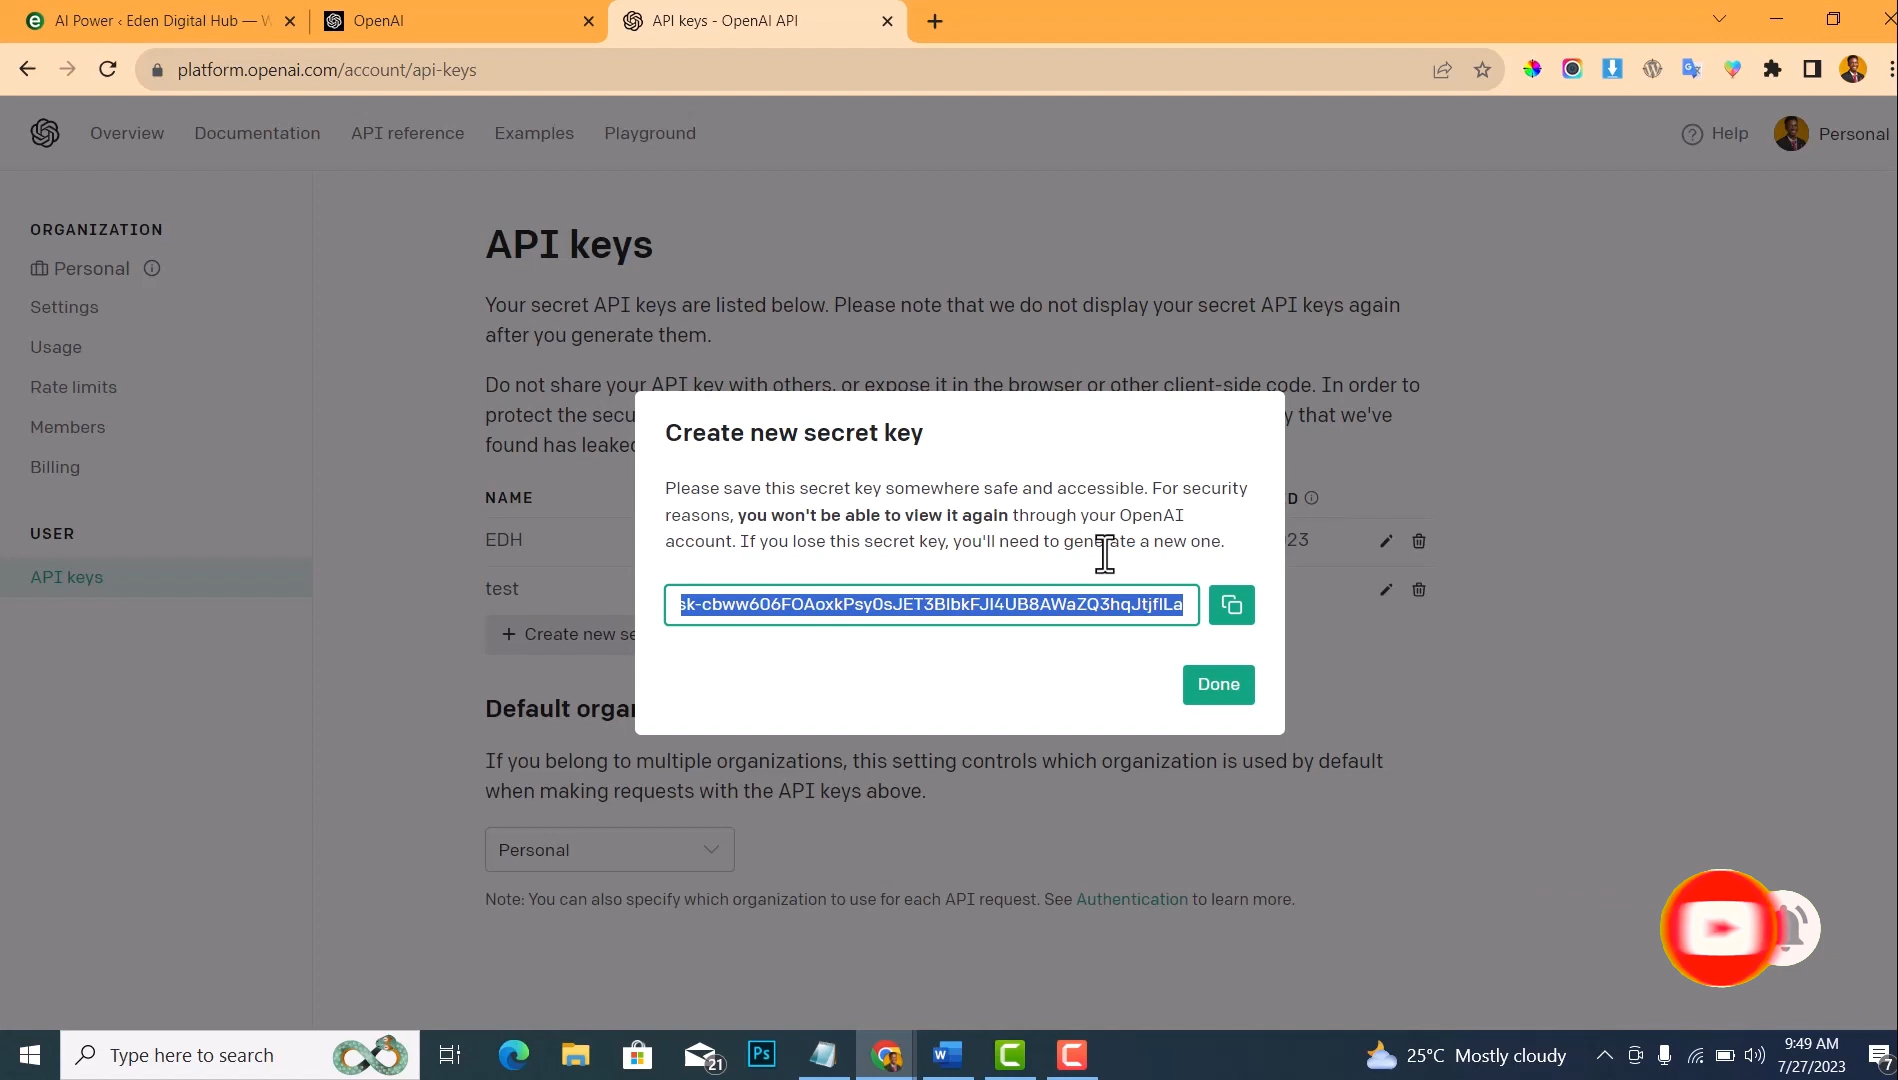 AI Power ‹ Eden Digital Hub — W
OpenAI
API keys - OpenAI API
platform.openai.com/account/api-keys
Overview
Documentation
API reference
Examples
Playground
Help
Personal
ORGANIZATION
Personal
Settings
Usage
Rate limits
Members
Billing
USER
API keys
API keys
Your secret API keys are listed below. Please note that we do not display your secret API keys again
after you generate them.
Do not share your API key with others, or expose it in the browser or other client-side code. In order to
protect the secu
y that we've
found has leaked
NAME
D
EDH
23
test
+ Create new se
Create new secret key
Please save this secret key somewhere safe and accessible. For security
reasons, you won't be able to view it again through your OpenAI
account. If you lose this secret key, you'll need to generate a new one.
Done
Default organ
If you belong to multiple organizations, this setting controls which organization is used by default
when making requests with the API keys above.
Personal
Note: You can also specify which organization to use for each API request. See Authentication to learn more.
Type here to search
21
Ps
W
25°C Mostly cloudy
9:49 AM
7/27/2023
7